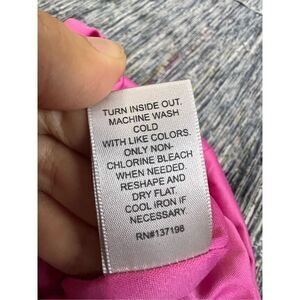 TURN INSIDE OUT.
MACHINE WASH
COLD
WITH LIKE COLORS.
ONLY NON-
CHLORINE BLEACH
WHEN NEEDED.
RESHAPE AND
DRY FLAT.
COOL IRON IF
NECESSARY.
RN#137198